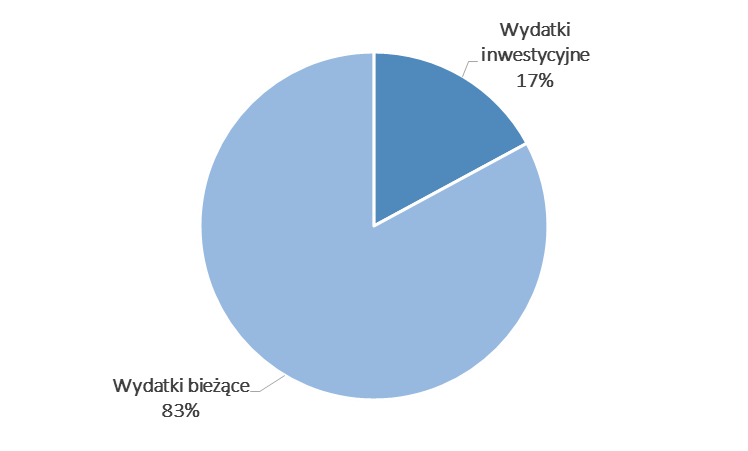 Wydatki
inwestycyjne
17%
Wydatki bieżące
83%